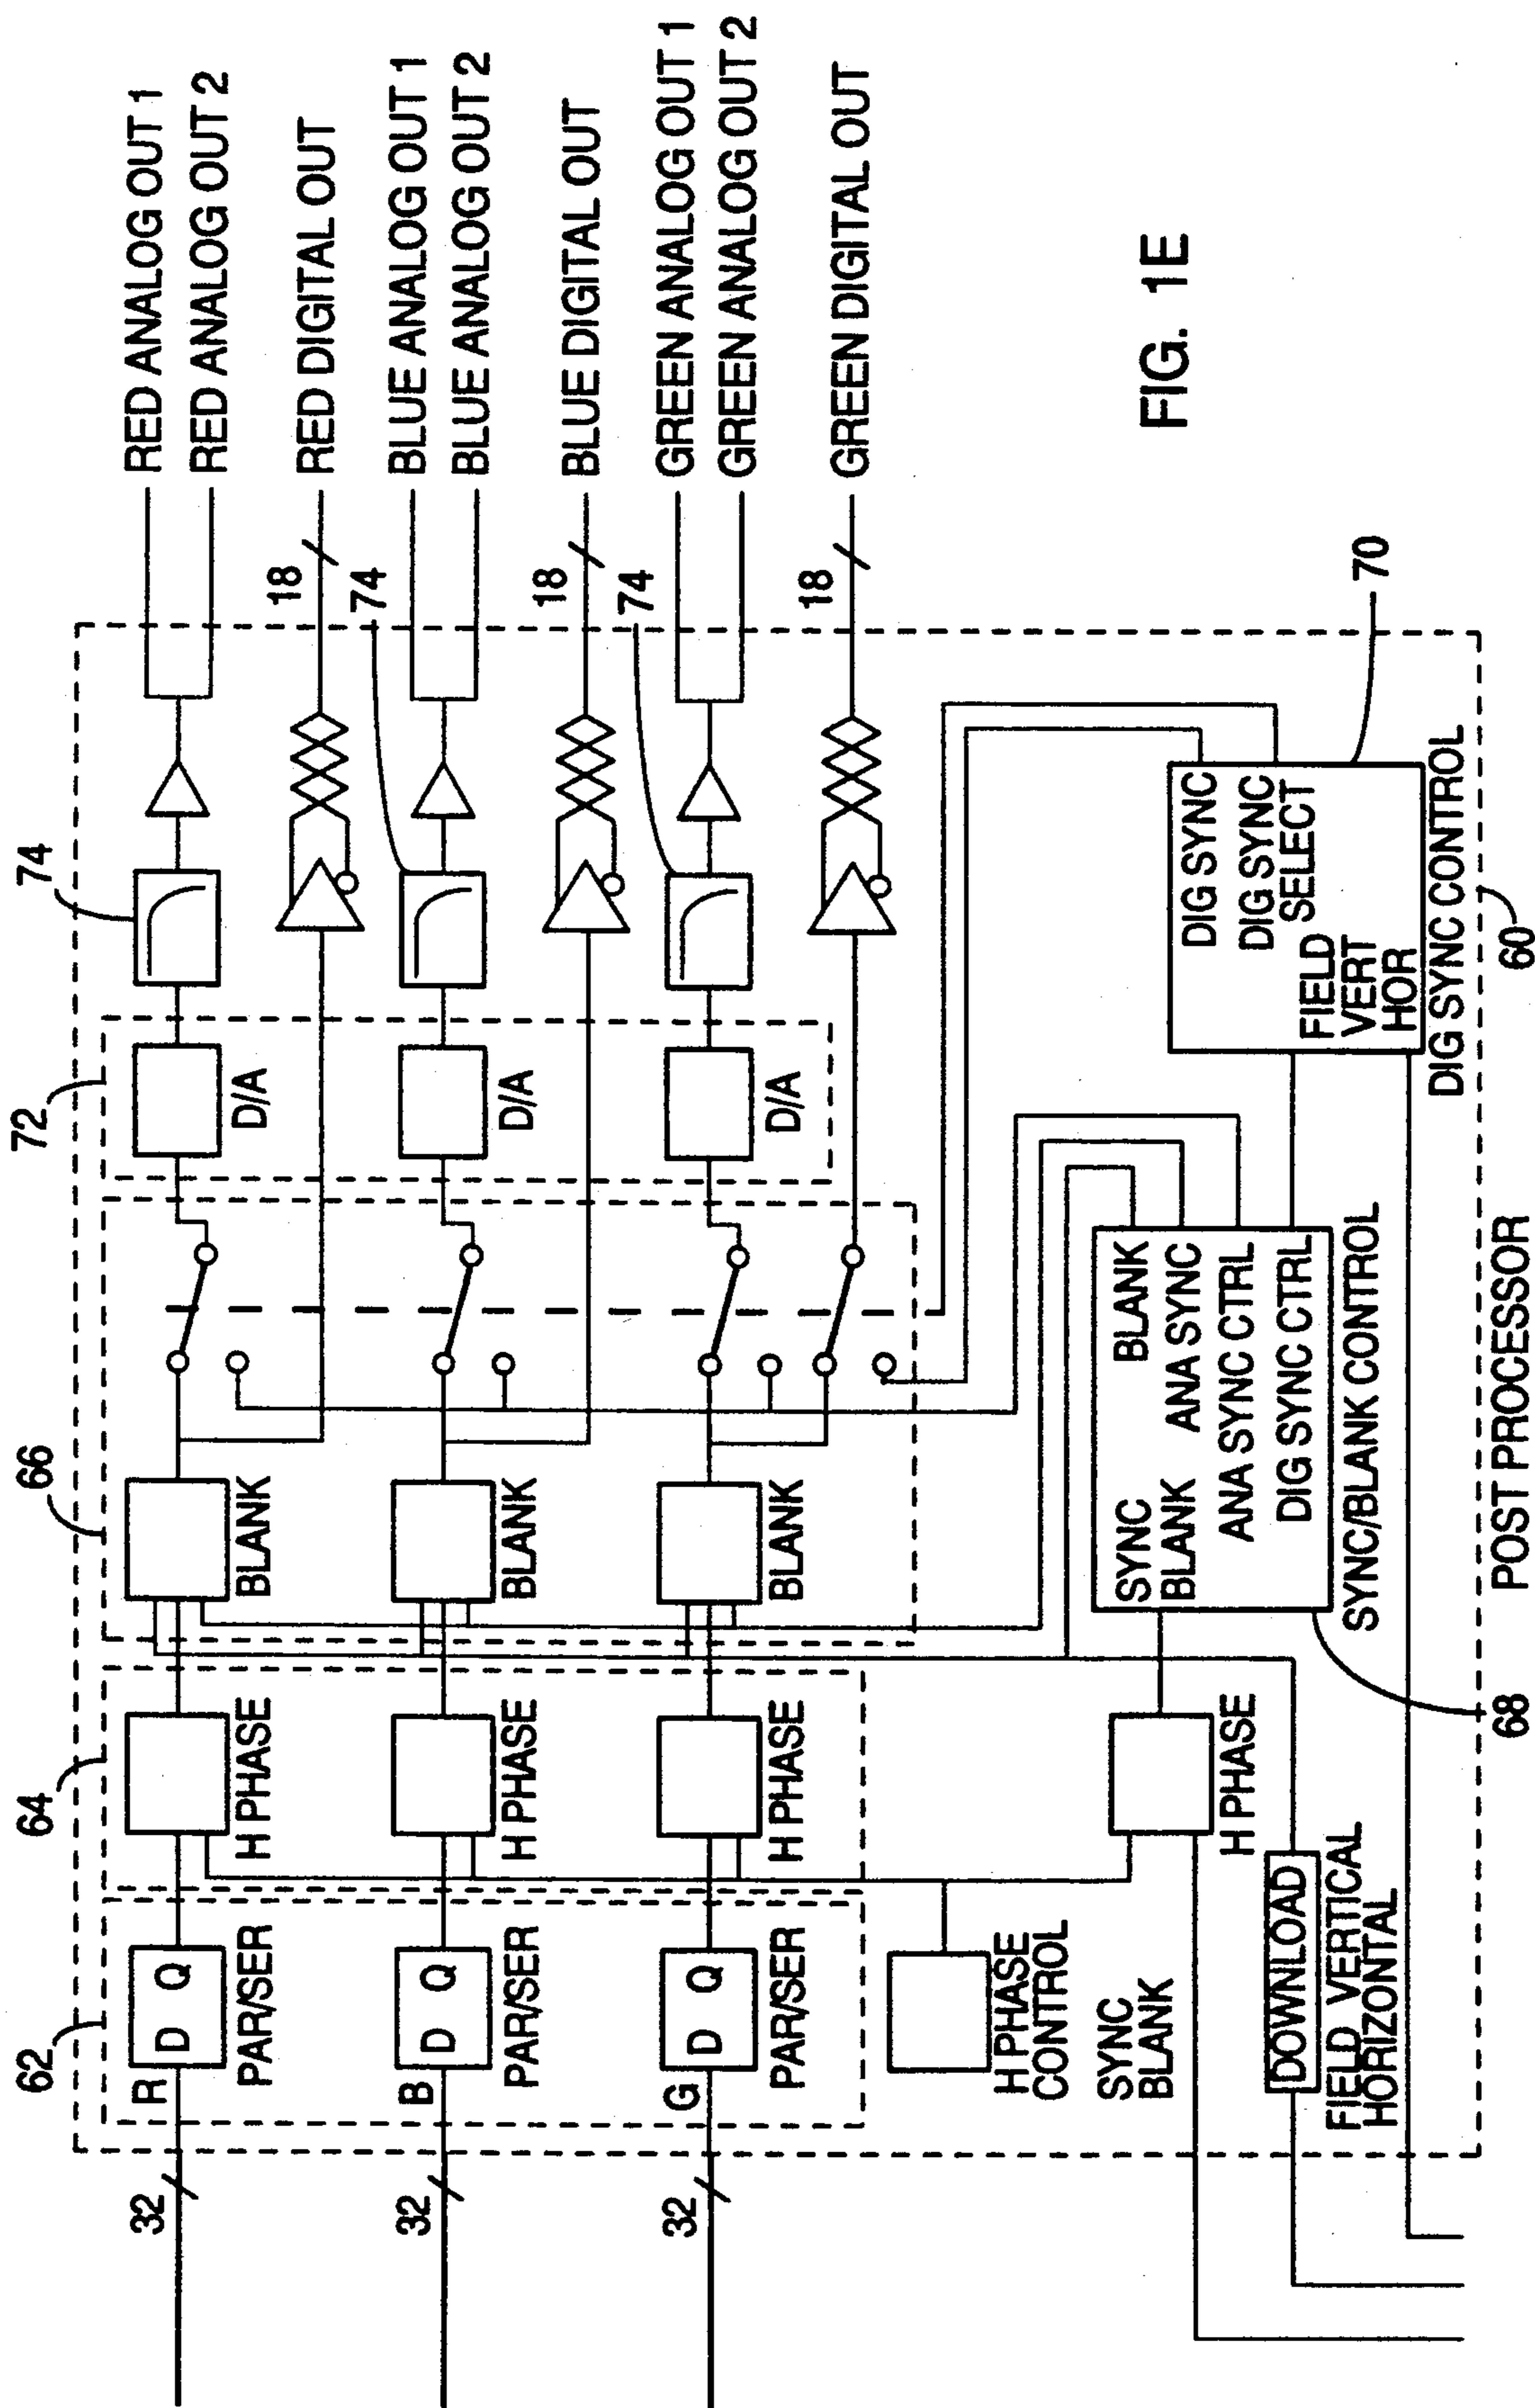 RED ANALOG OUT 1
RED ANALOG OUT 2
RED DIGITAL OUT
BLUE ANALOG OUT 1
BLUE ANALOG OUT 2
BLUE DIGITAL OUT
GREEN ANALOG OUT 1
GREEN ANALOG OUT 2
GREEN DIGITAL OUT
FIG. 1E
62
64
66
72
74
18
74
18
74
18
32
R
D Q
PAR/SER
H PHASE
BLANK
D/A
32
B
D Q
PAR/SER
H PHASE
BLANK
D/A
32
G
D Q
PAR/SER
H PHASE
BLANK
D/A
H PHASE
CONTROL
SYNC
BLANK
H PHASE
DOWNLOAD
FIELD VERTICAL
HORIZONTAL
SYNC
BLANK
BLANK
ANA SYNC
ANA SYNC CTRL
DIG SYNC CTRL
SYNC/BLANK CONTROL
68
DIG SYNC
DIG SYNC
SELECT
FIELD
VERT
HOR
DIG SYNC CONTROL
70
60
POST PROCESSOR